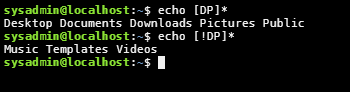 sysadmin@localhost:~$ echo [DP]*
Desktop Documents Downloads Pictures Public
sysadmin@localhost:~$ echo [!DP]*
Music Templates Videos
sysadmin@localhost:~$